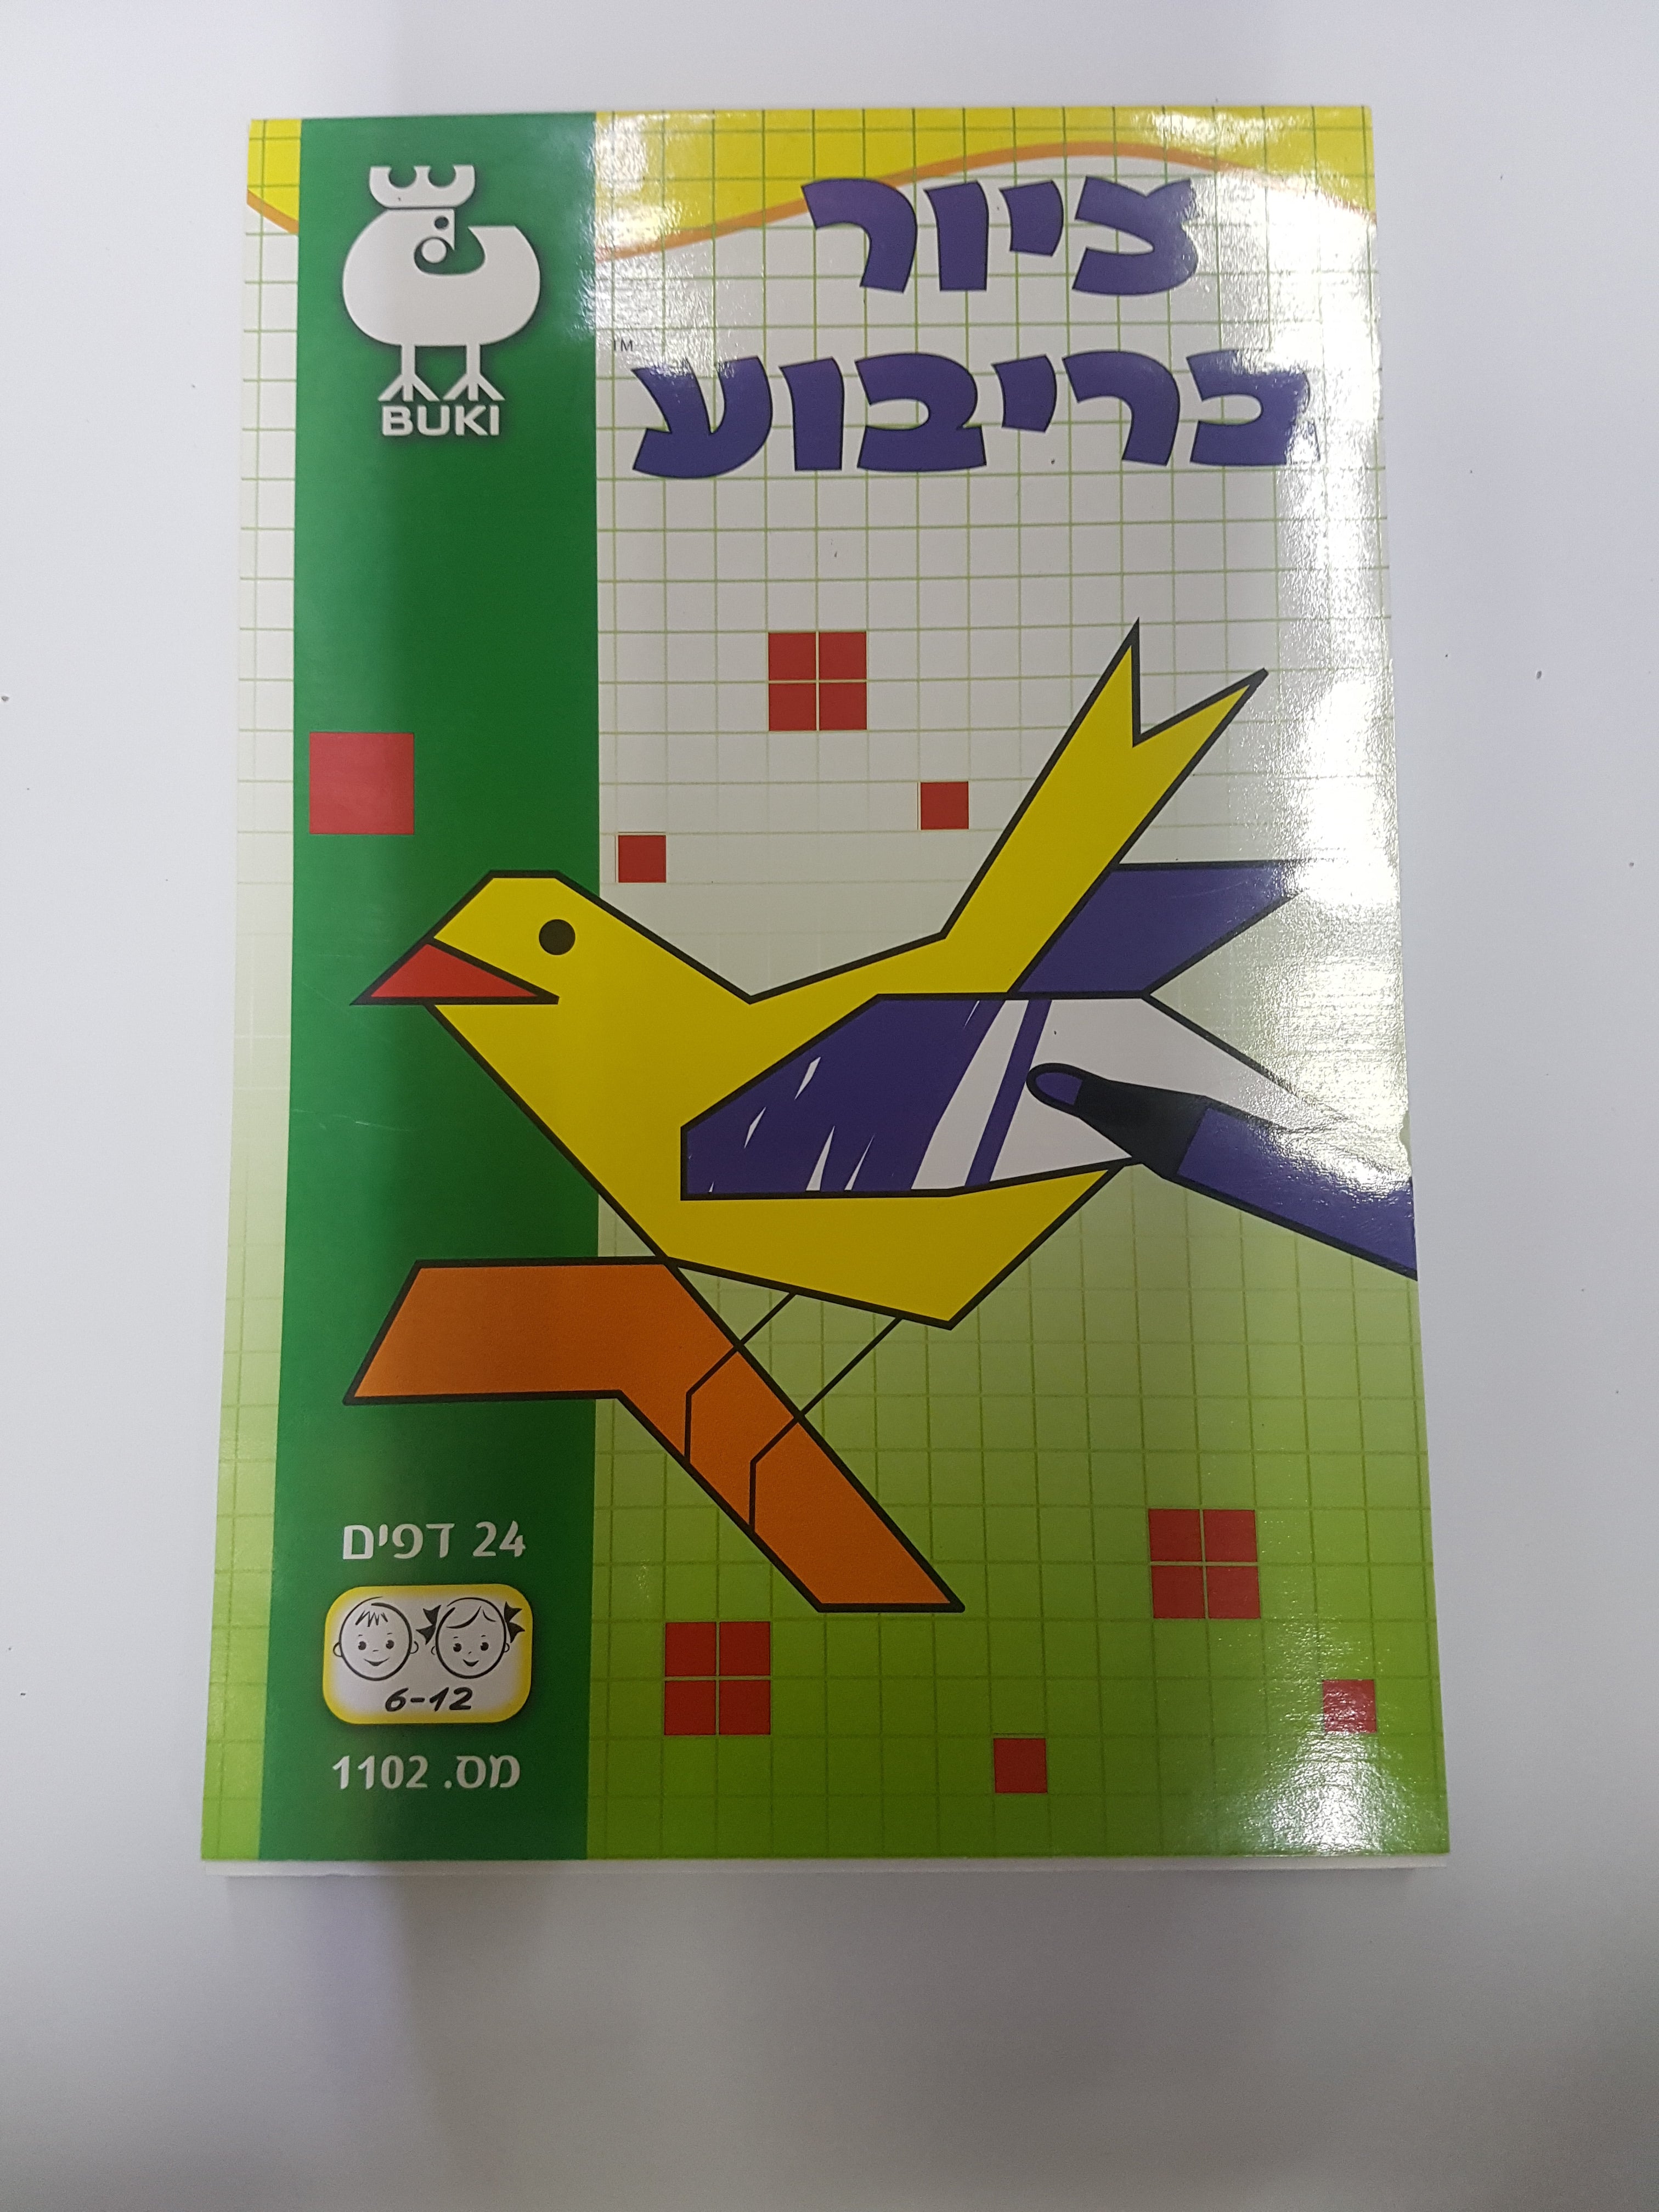 ציור
בריבוע
TM
BUKI
24 דפים
6-12
מס. 1102